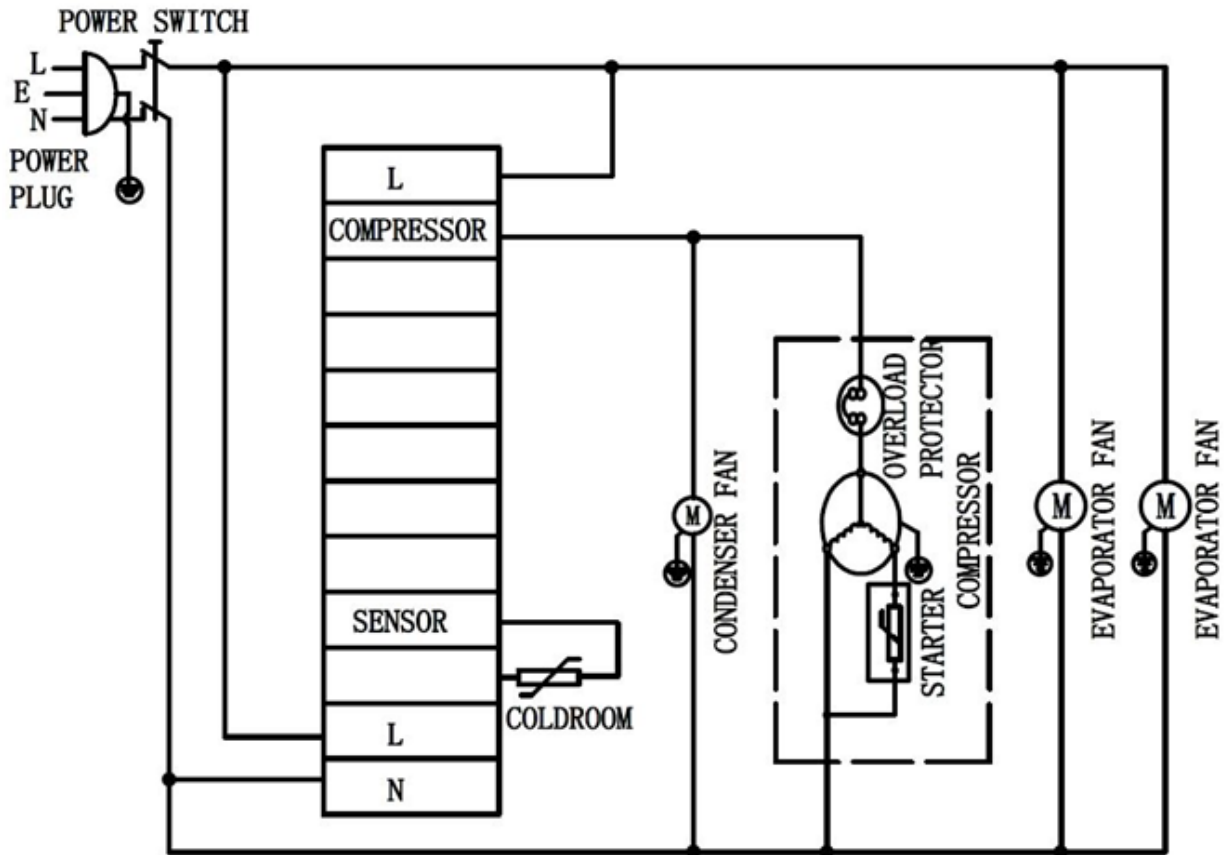 POWER SWITCH
L
E
N
POWER
PLUG
L
COMPRESSOR
SENSOR
COLDROOM
L
N
M
CONDENSER FAN
OVERLOAD
PROTECTOR
COMPRESSOR
STARTER
M
EVAPORATOR FAN
M
EVAPORATOR FAN